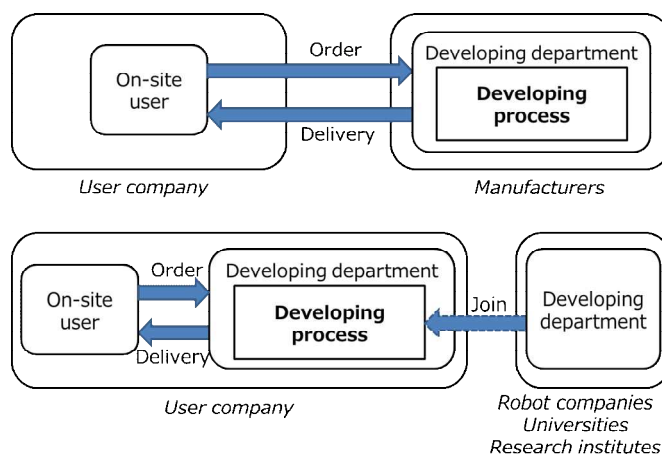 Order
Developing department
On-site
user
Developing
process
Delivery
User company
Manufacturers
Order
Developing department
On-site
user
Developing
process
Join
Developing
department
Delivery
User company
Robot companies
Universities
Research institutes